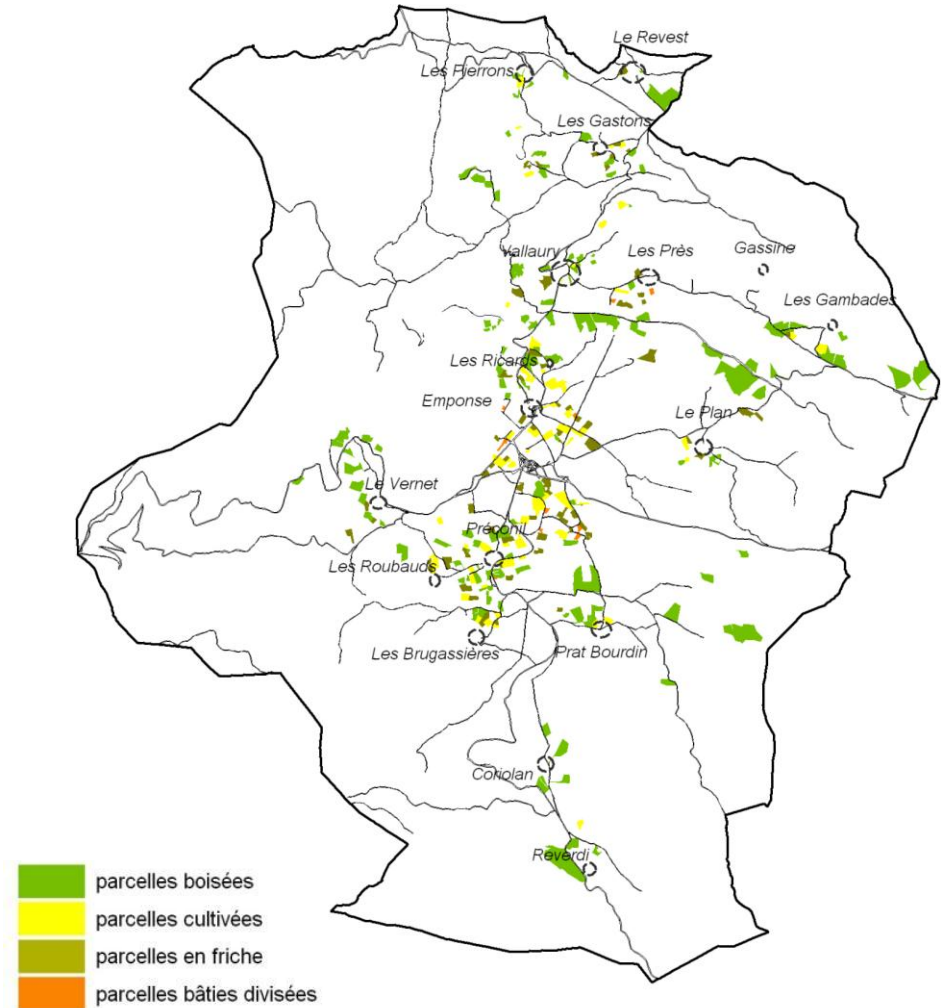 Le Revest
Les Pierrons
Les Gastons
Vallaury
Les Près
Gassine
Les Gambades
Les Ricards
Emponse
Le Plan
Le Vernet
Préconil
Les Roubauds
Les Brugassières
Prat Bourdin
Coriolan
Reverdi
parcelles boisées
parcelles cultivées
parcelles en friche
parcelles bâties divisées